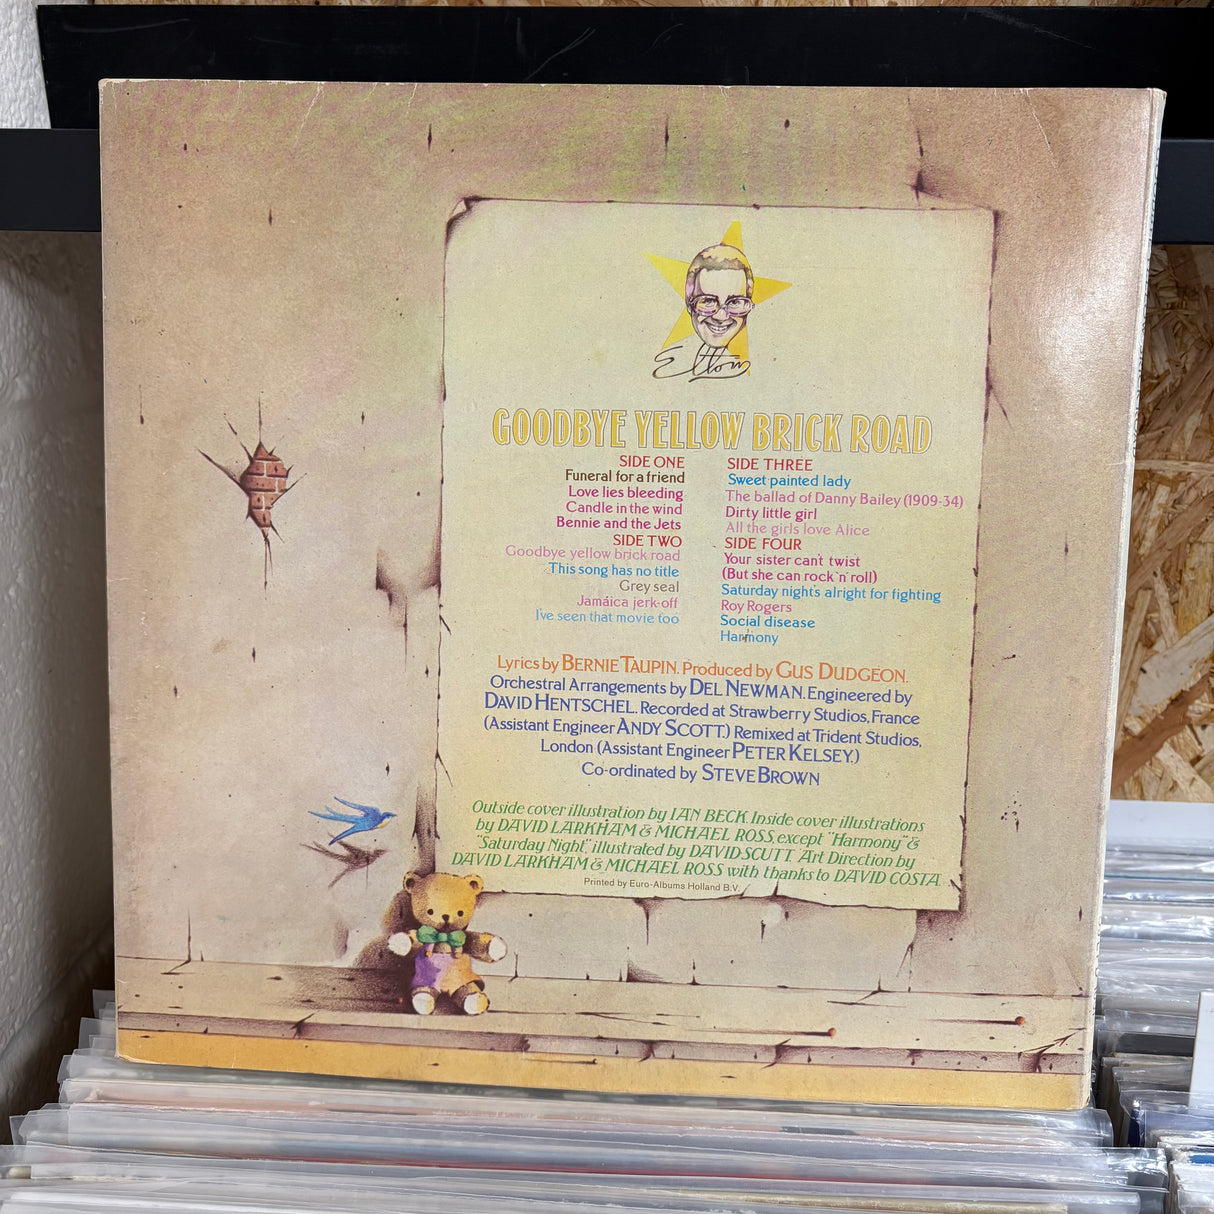 Elton
GOODBYE YELLOW BRICK ROAD
SIDE ONE
Funeral for a friend
Love lies bleeding
Candle in the wind
Bennie and the Jets
SIDE TWO
Goodbye yellow brick road
This song has no title
Grey seal
Jamáica jerk-off
I've seen that movie too
SIDE THREE
Sweet painted lady
The ballad of Danny Bailey (1909-34)
Dirty little girl
All the girls love Alice
SIDE FOUR
Your sister can't twist
(But she can rock 'n' roll)
Saturday night's alright for fighting
Roy Rogers
Social disease
Harmony
Lyrics by BERNIE TAUPIN. Produced by GUS DUDGEON.
Orchestral Arrangements by DEL NEWMAN. Engineered by
DAVID HENTSCHEL. Recorded at Strawberry Studios, France
(Assistant Engineer ANDY SCOTT.) Remixed at Trident Studios,
London (Assistant Engineer PETER KELSEY.)
Co-ordinated by STEVE BROWN
Outside cover illustration by IAN BECK Inside cover illustrations
by DAVID LARKHAM & MICHAEL ROSS, except "Harmony" &
"Saturday Night," illustrated by DAVID SCUTT Art Direction by
DAVID LARKHAM & MICHAEL ROSS with thanks to DAVID COSTA
Printed by Euro-Albums Holland B.V.